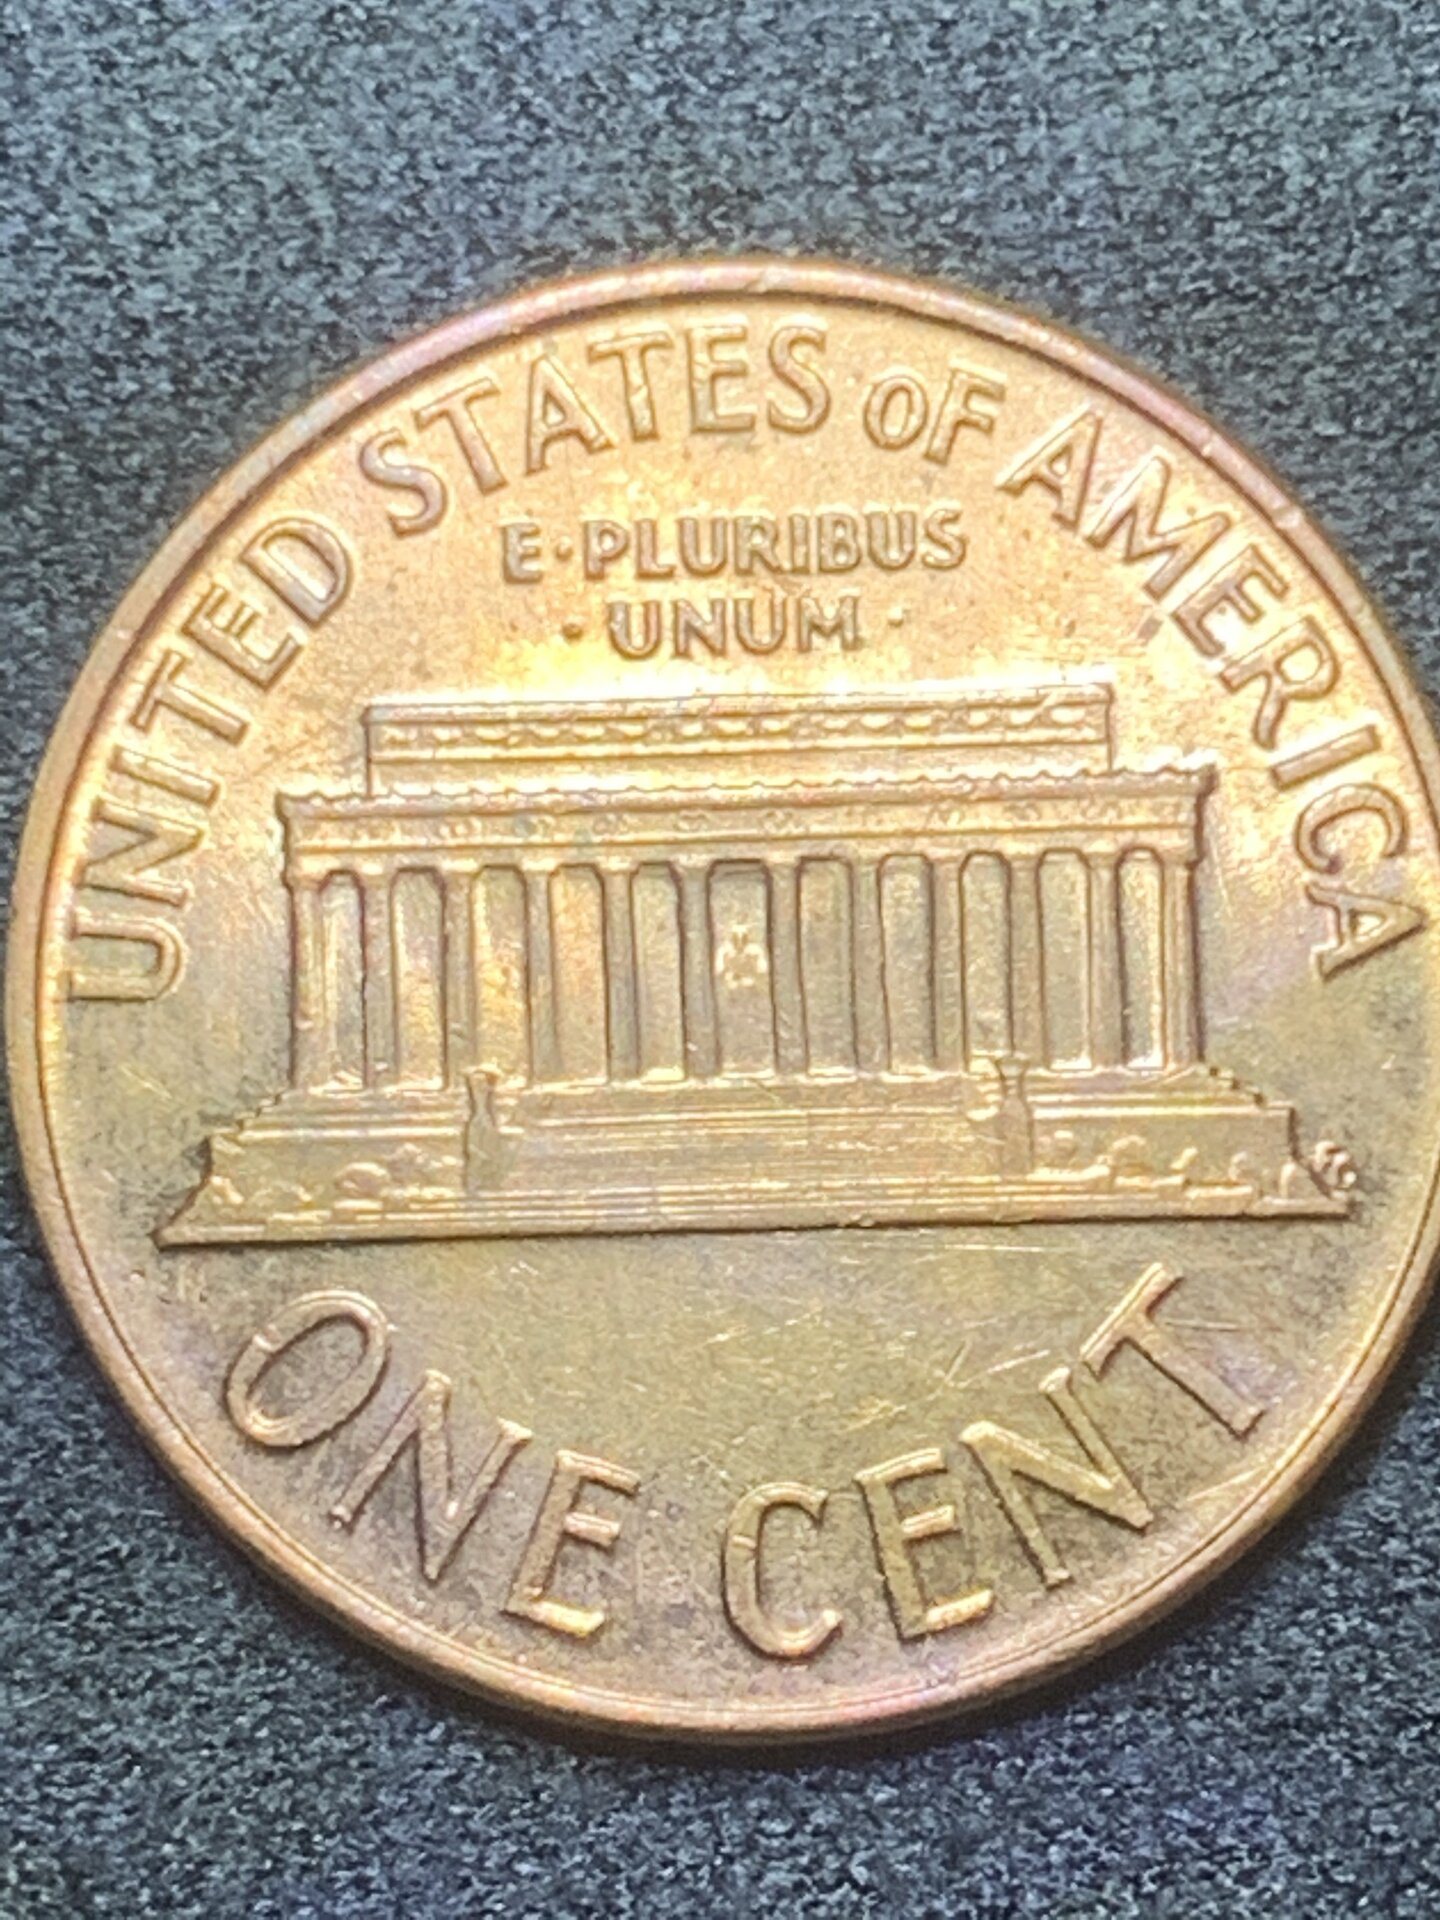 UNITED STATES OF AMERICA
E·PLURIBUS
·UNUM·
ONE CENT